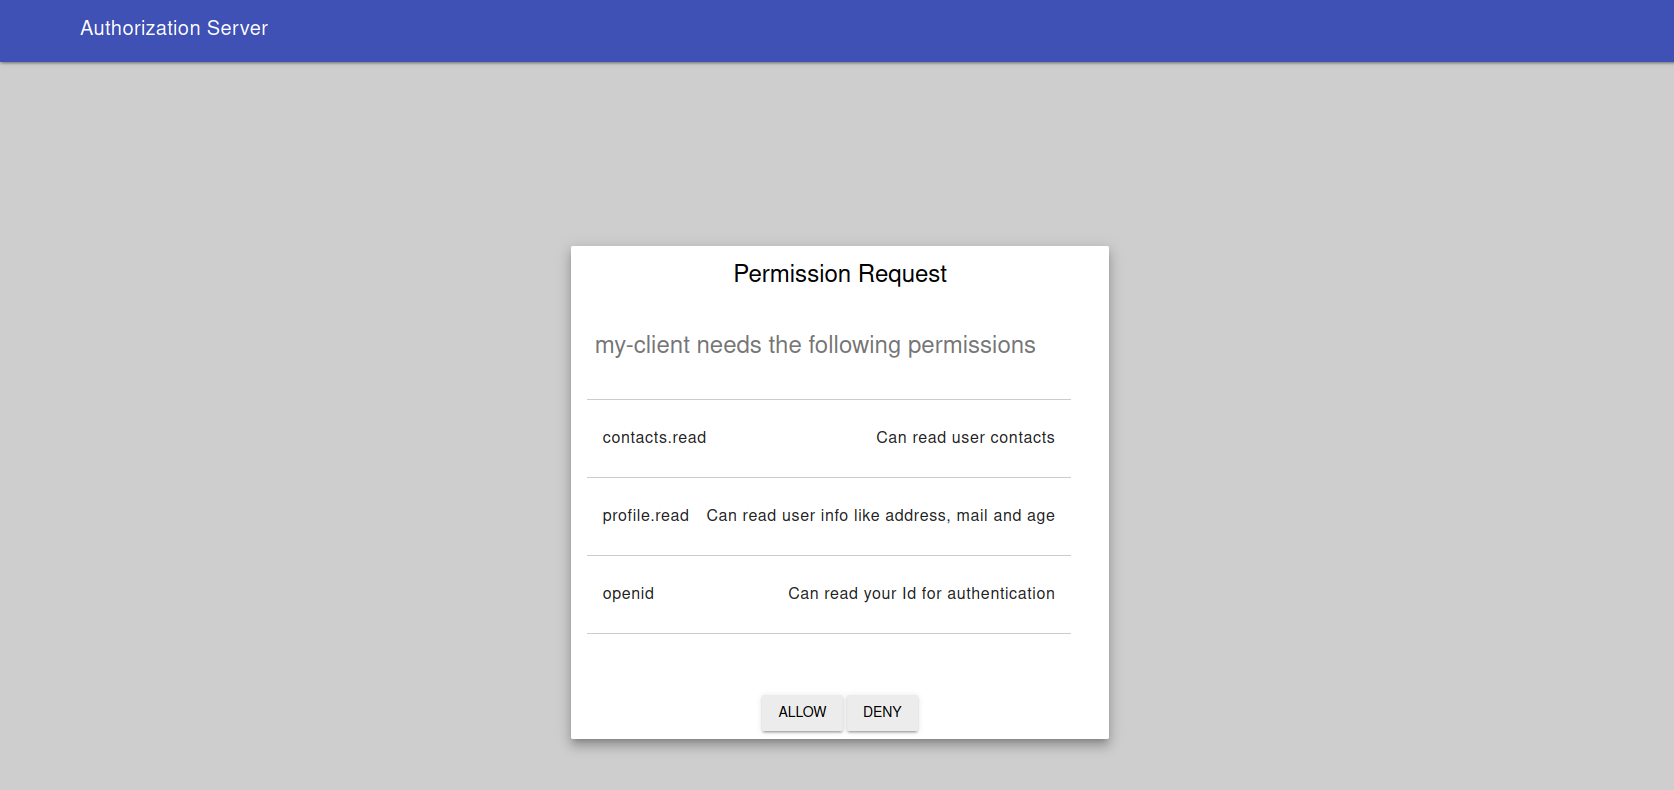 Authorization Server
Permission Request
my-client needs the following permissions
contacts.read Can read user contacts
profile.read Can read user info like address, mail and age
openid Can read your Id for authentication
ALLOW DENY